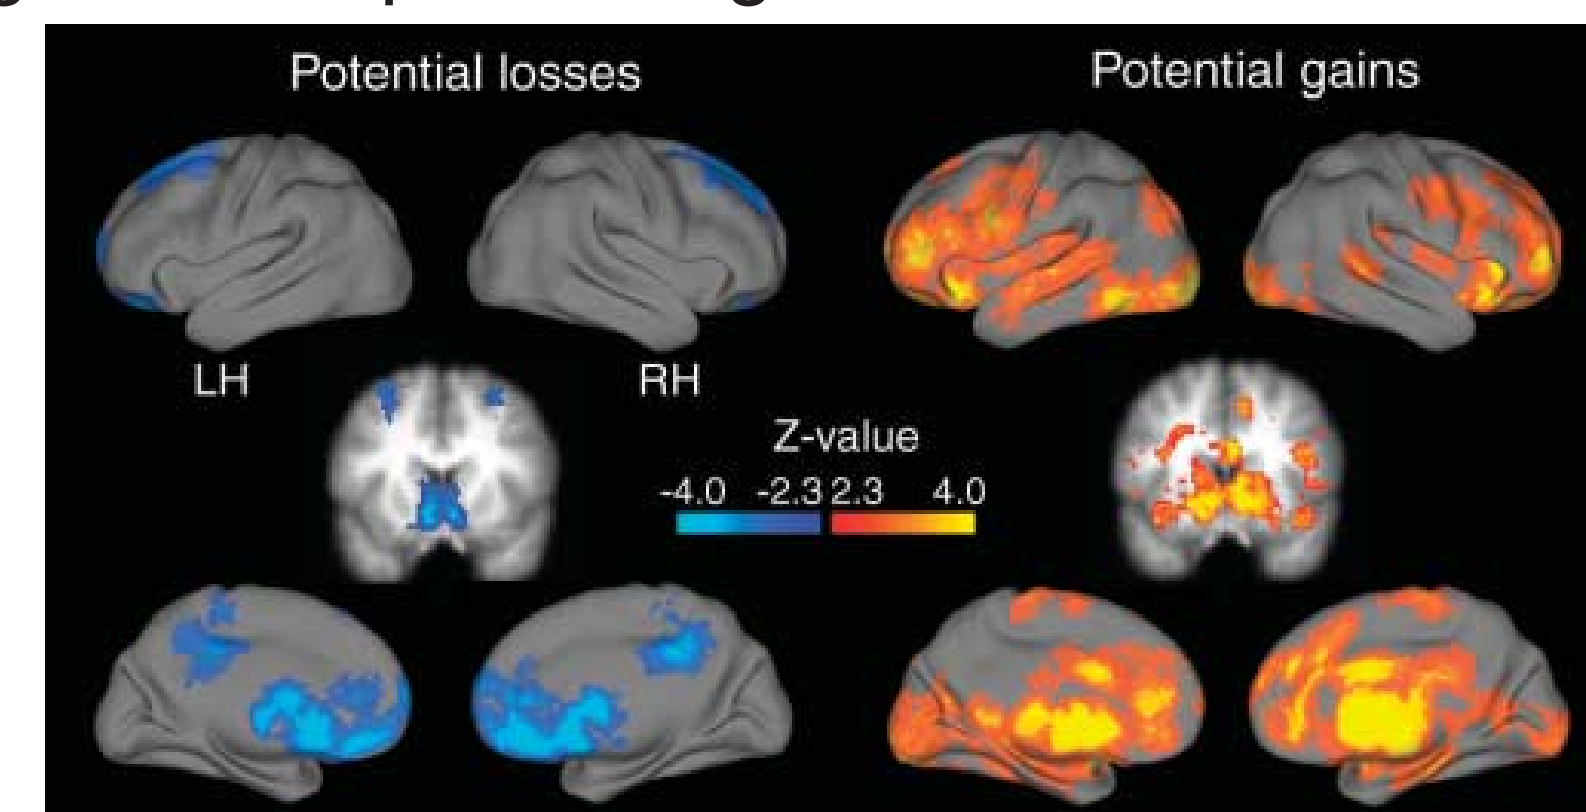 Potential losses
Potential gains
LH
RH
Z-value
-4.0 -2.3 2.3 4.0